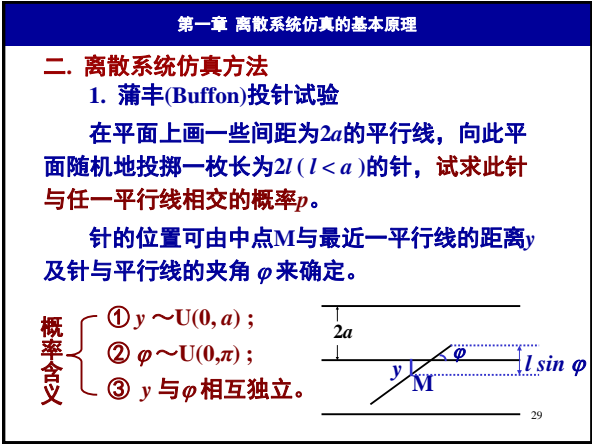 第一章 离散系统仿真的基本原理
二. 离散系统仿真方法
1. 蒲丰(Buffon)投针试验
在平面上画一些间距为2a的平行线，向此平
面随机地投掷一枚长为2l ( l < a )的针，试求此针
与任一平行线相交的概率p。
针的位置可由中点M与最近一平行线的距离y
及针与平行线的夹角 φ 来确定。
概率含义
① y ～U(0, a) ;
② φ～U(0,π) ;
③ y 与φ相互独立。
2a
φ
y
M
l sin φ
29